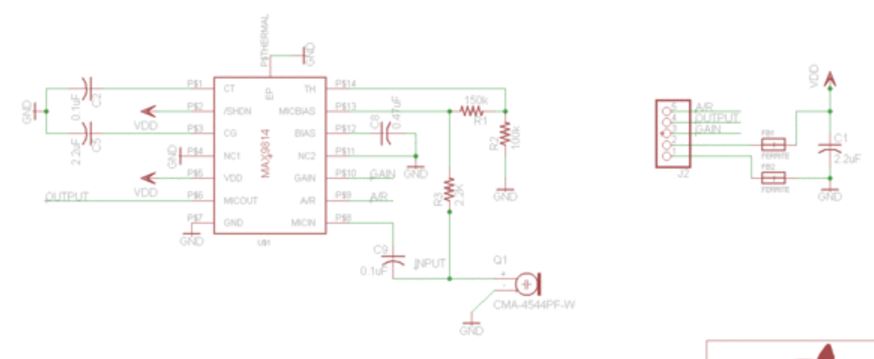 P$THERMAL
GND
P$1 CT TH P$14
P$2 /SHDN MICBIAS P$13
P$3 CG BIAS P$12
P$4 NC1 NC2 P$11
P$5 VDD GAIN P$10 GAIN
P$6 MICOUT A/R P$9 A/R
P$7 GND MICIN P$8
EP
MAX9814
GND
0.1uF
C2
2.2uF
VDD
GND
VDD
OUTPUT
GND
150k
R1
C8
0.47uF
R2
100k
GND
GND
R3
2.2K
C9
0.1uF
INPUT
Q1
+
-
CMA-4544PF-W
GND
VDD
5 A/R
4 OUTPUT
3 GAIN
2
1
J2
FB1
FERRITE
FB2
FERRITE
C1
2.2uF
GND